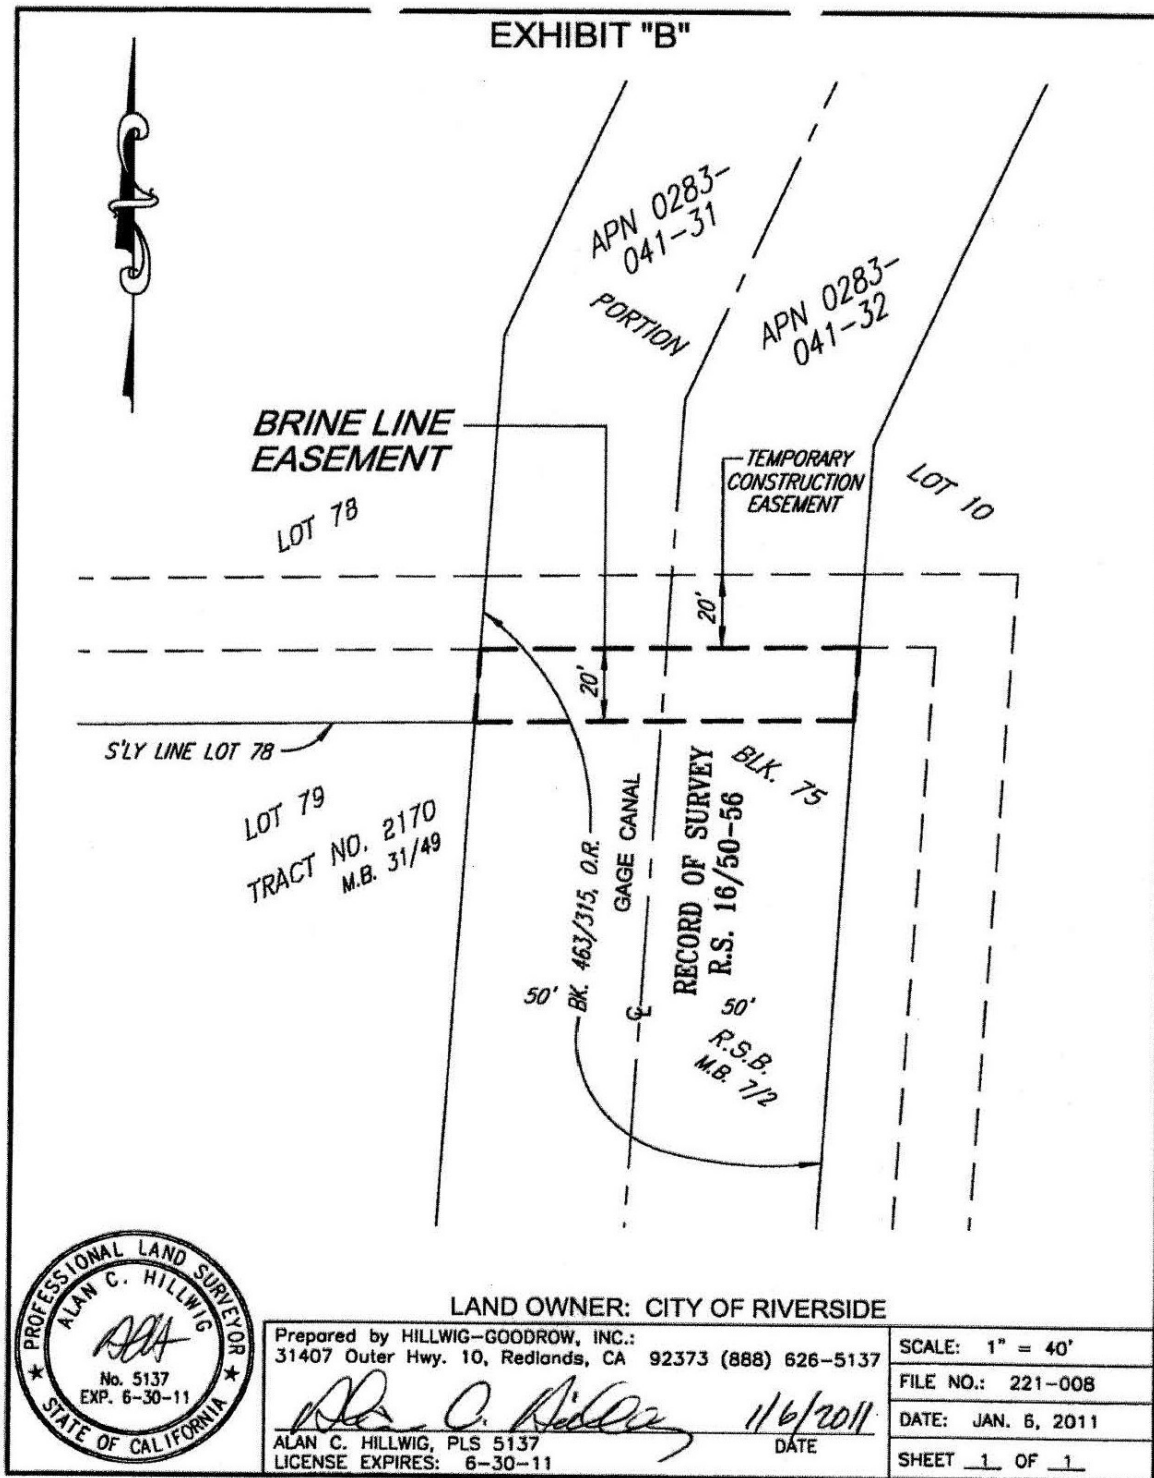 EXHIBIT "B"
APN 0283-
041-31
PORTION
APN 0283-
041-32
BRINE LINE
EASEMENT
TEMPORARY
CONSTRUCTION
EASEMENT
LOT 10
LOT 78
20'
20'
S'LY LINE LOT 78
LOT 79
TRACT NO. 2170
M.B. 31/49
BLK. 75
GAGE CANAL
RECORD OF SURVEY
R.S. 16/50-56
BK. 463/315, O.R.
50'
℄
50'
R.S.B.
M.B. 7/2
PROFESSIONAL LAND SURVEYOR
ALAN C. HILLWIG
No. 5137
EXP. 6-30-11
STATE OF CALIFORNIA
LAND OWNER: CITY OF RIVERSIDE
Prepared by HILLWIG-GOODROW, INC.:
31407 Outer Hwy. 10, Redlands, CA 92373 (888) 626-5137
1/6/2011
ALAN C. HILLWIG, PLS 5137
DATE
LICENSE EXPIRES: 6-30-11
SCALE: 1" = 40'
FILE NO.: 221-008
DATE: JAN. 6, 2011
SHEET 1 OF 1